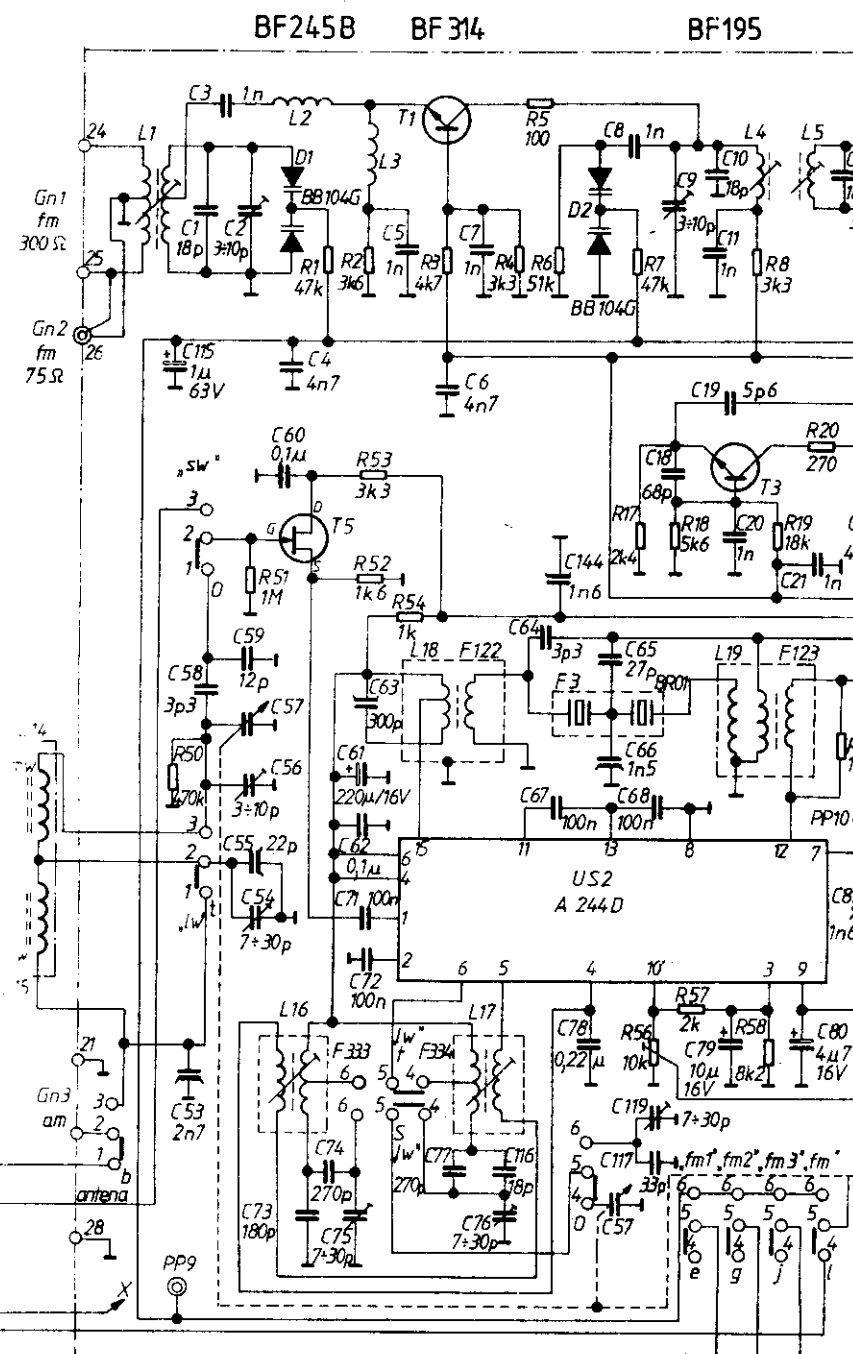 BF245B BF314 BF195
C3 1n
L2
T1
R5
100
C8 1n
L4 L5
24
L1
D1
L3
C10
18p
C9
3÷10p
Gn1
fm
300Ω
BB104G
D2
C1
18p
C2
3÷10p
C5
1n
C7
1n
C11
1n
25
R1
47k
R2
3k6
R3
4k7
R4
3k3
R6
51k
R7
47k
R8
3k3
BB104G
Gn2
fm
75Ω
26
+ C115
1μ
63V
C4
4n7
C6
4n7
C19 5p6
C60
0,1μ
R53
3k3
R20
270
"sw"
3
2
1
0
D
G
S
T5
C18
68p
T3
R17
2k4
R18
5k6
C20
1n
R19
18k
C21 1n
R51
1M
R52
1k6
C144
1n6
R54
1k
C59
12p
C58
3p3
L18 F122
C64
3p3
C65
27p
L19 F123
C63
300p
F3
BR01
C57
C66
1n5
R50
470k
C56
3÷10p
C61
+
220μ/16V
C67
100n
C68
100n
PP10
3
2
1
"lw" t
C55 22p
C54
7÷30p
C62
0,1μ
15 11 13 8 12 7
6
4
1
2
US2
A 244D
C71 100n
C72
100n
6 5 4 10 3 9
1n6
L16
L17
C78
0,22μ
R56
10k
R57
2k
+ C79
10μ
16V
R58
8k2
+ C80
4μ7
16V
21
F333
F334
6
6
5 4
5 4
Gn3
am
3
2
1
b
antena
C53
2n7
C119
7÷30p
C117
33p
6
5
4
0
C57
C74
270p
C77
270p
C116
18p
C73
180p
C75
7÷30p
C76
7÷30p
"fm1" "fm2" "fm3" "fm"
6 6 6 6
5 5 5 5
4 4 4 4
e g j l
28
PP9
X